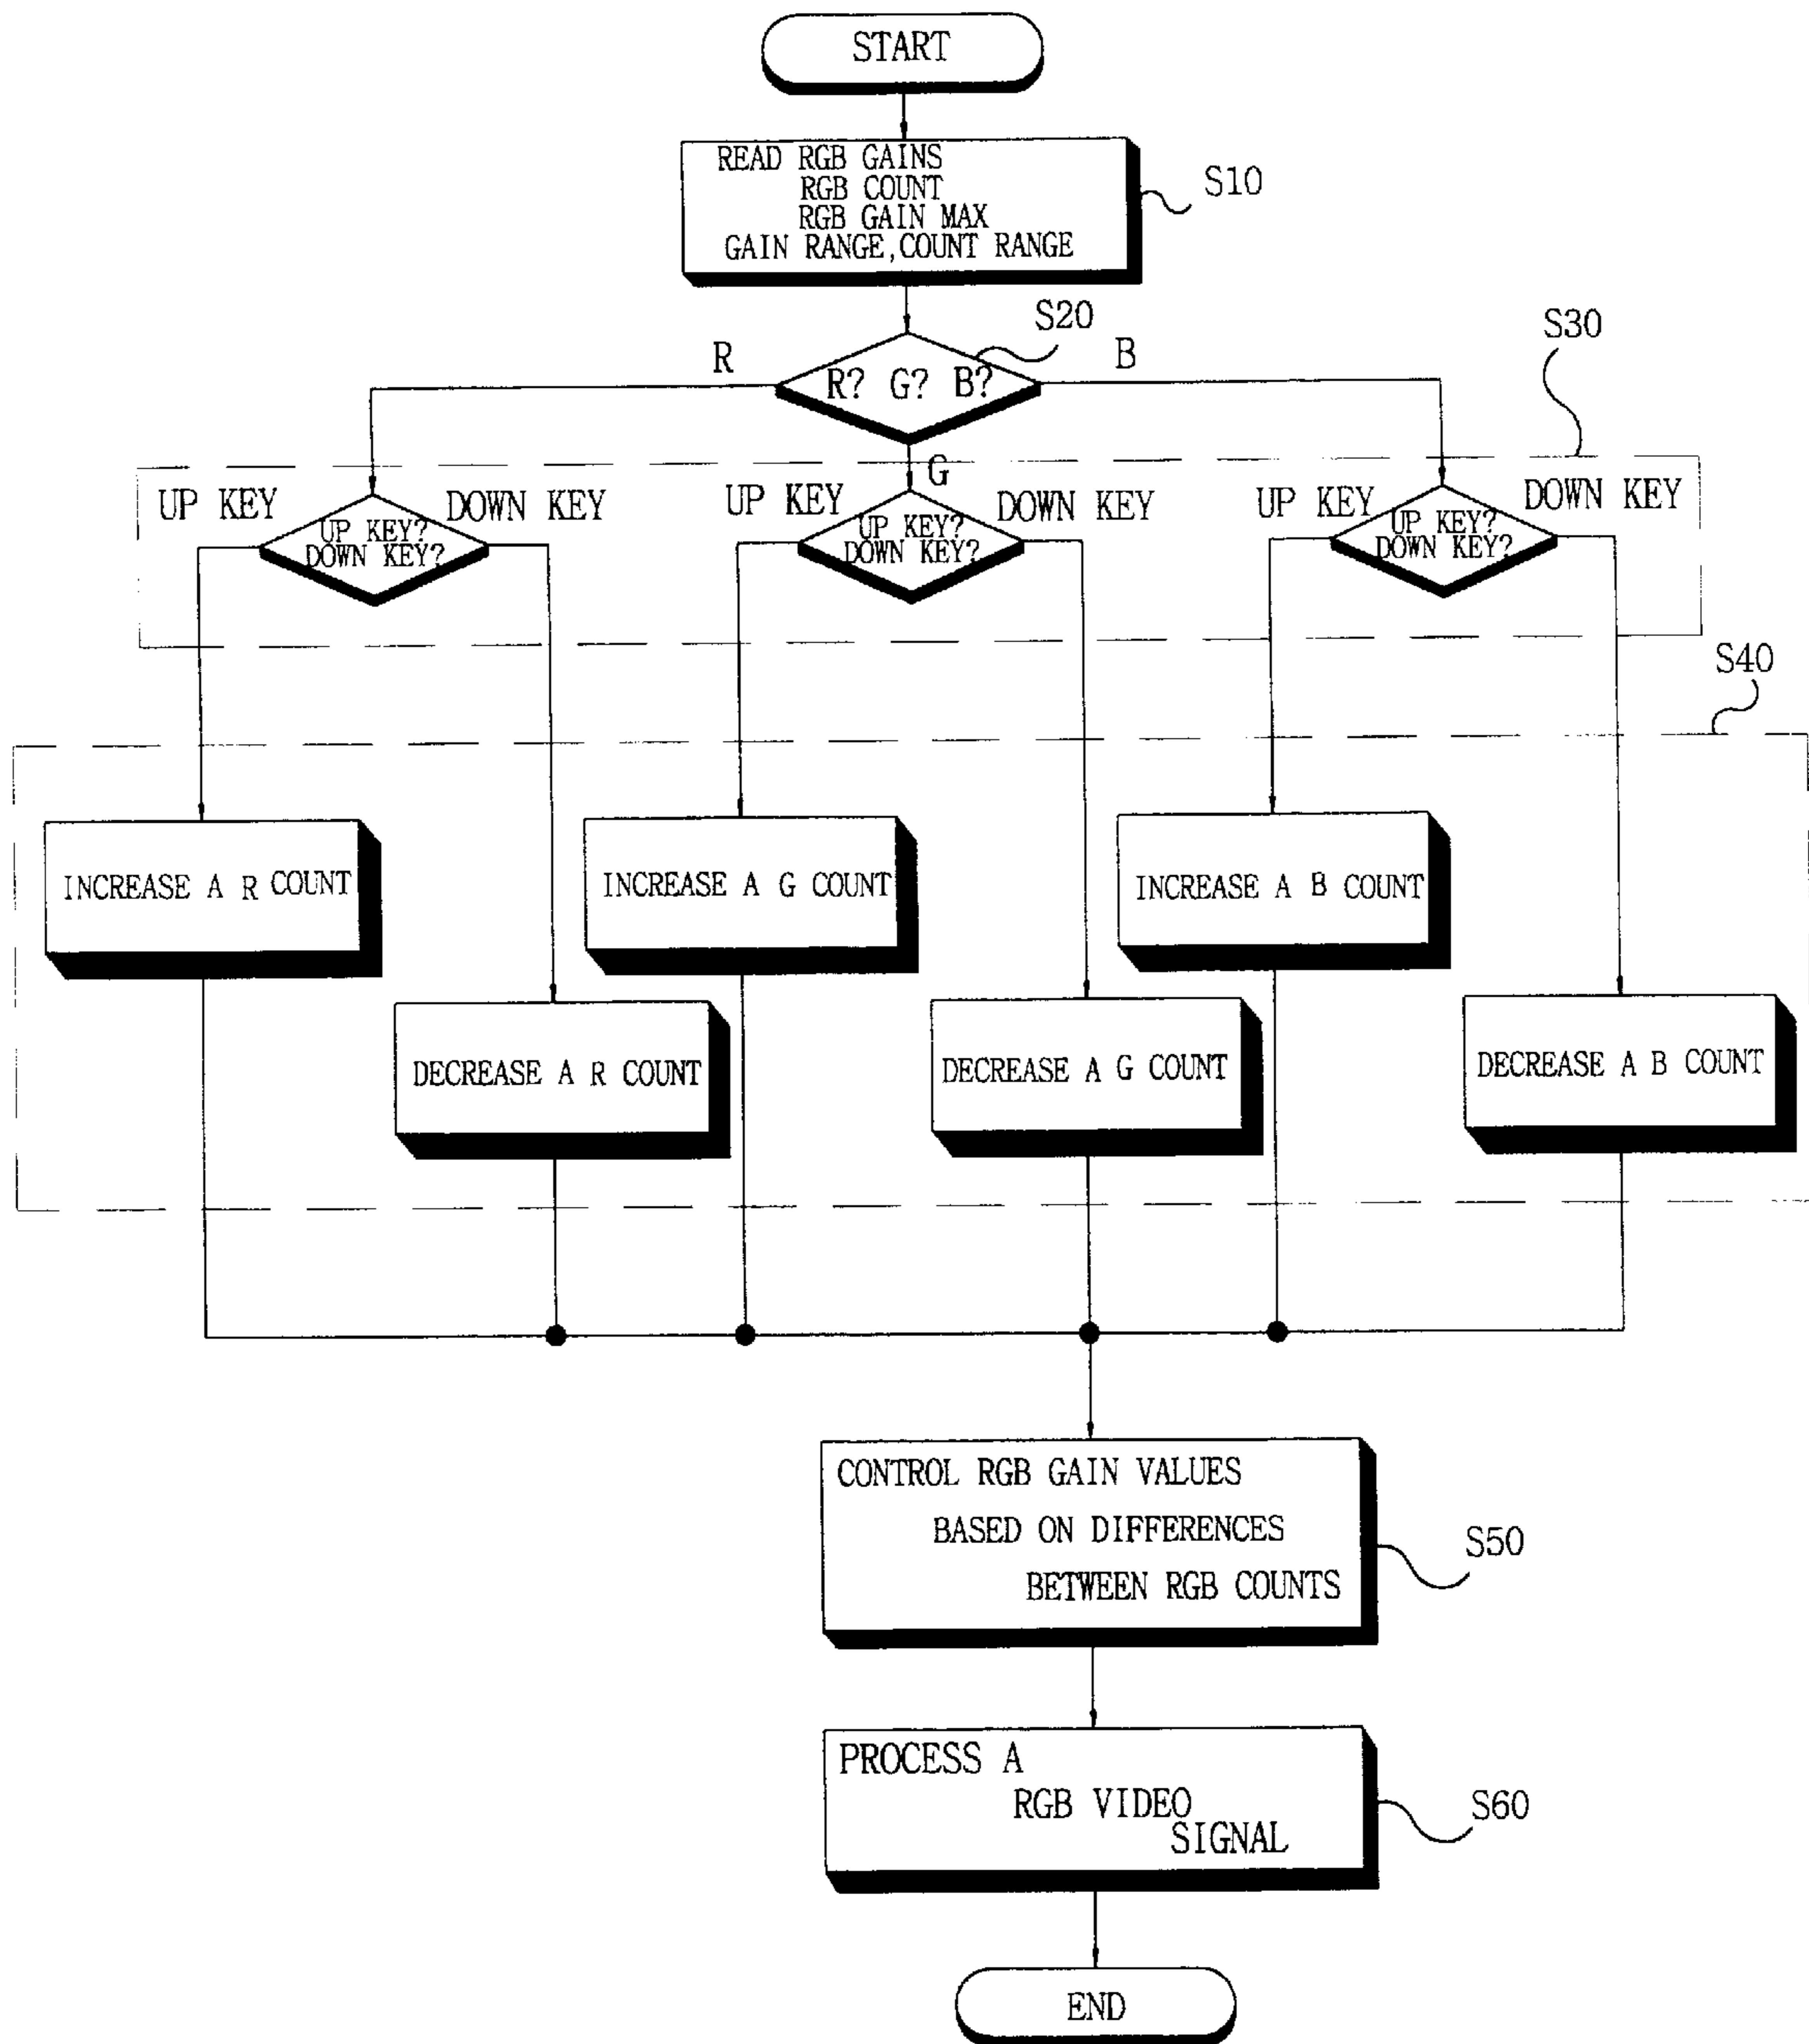 START
READ RGB GAINS
RGB COUNT
RGB GAIN MAX
GAIN RANGE,COUNT RANGE
S10
S20
R
R? G? B?
B
S30
G
UP KEY
UP KEY?
DOWN KEY?
DOWN KEY
UP KEY
UP KEY?
DOWN KEY?
DOWN KEY
UP KEY
UP KEY?
DOWN KEY?
DOWN KEY
S40
INCREASE A R COUNT
INCREASE A G COUNT
INCREASE A B COUNT
DECREASE A R COUNT
DECREASE A G COUNT
DECREASE A B COUNT
CONTROL RGB GAIN VALUES
BASED ON DIFFERENCES
BETWEEN RGB COUNTS
S50
PROCESS A
RGB VIDEO
SIGNAL
S60
END